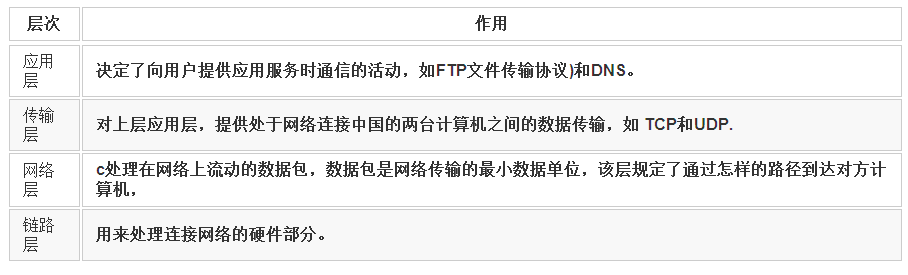 层次 作用
应用
层
决定了向用户提供应用服务时通信的活动，如FTP文件传输协议)和DNS。
传输
层
对上层应用层，提供处于网络连接中国的两台计算机之间的数据传输，如 TCP和UDP.
网络
层
c处理在网络上流动的数据包，数据包是网络传输的最小数据单位，该层规定了通过怎样的路径到达对方计
算机，
链路
层
用来处理连接网络的硬件部分。